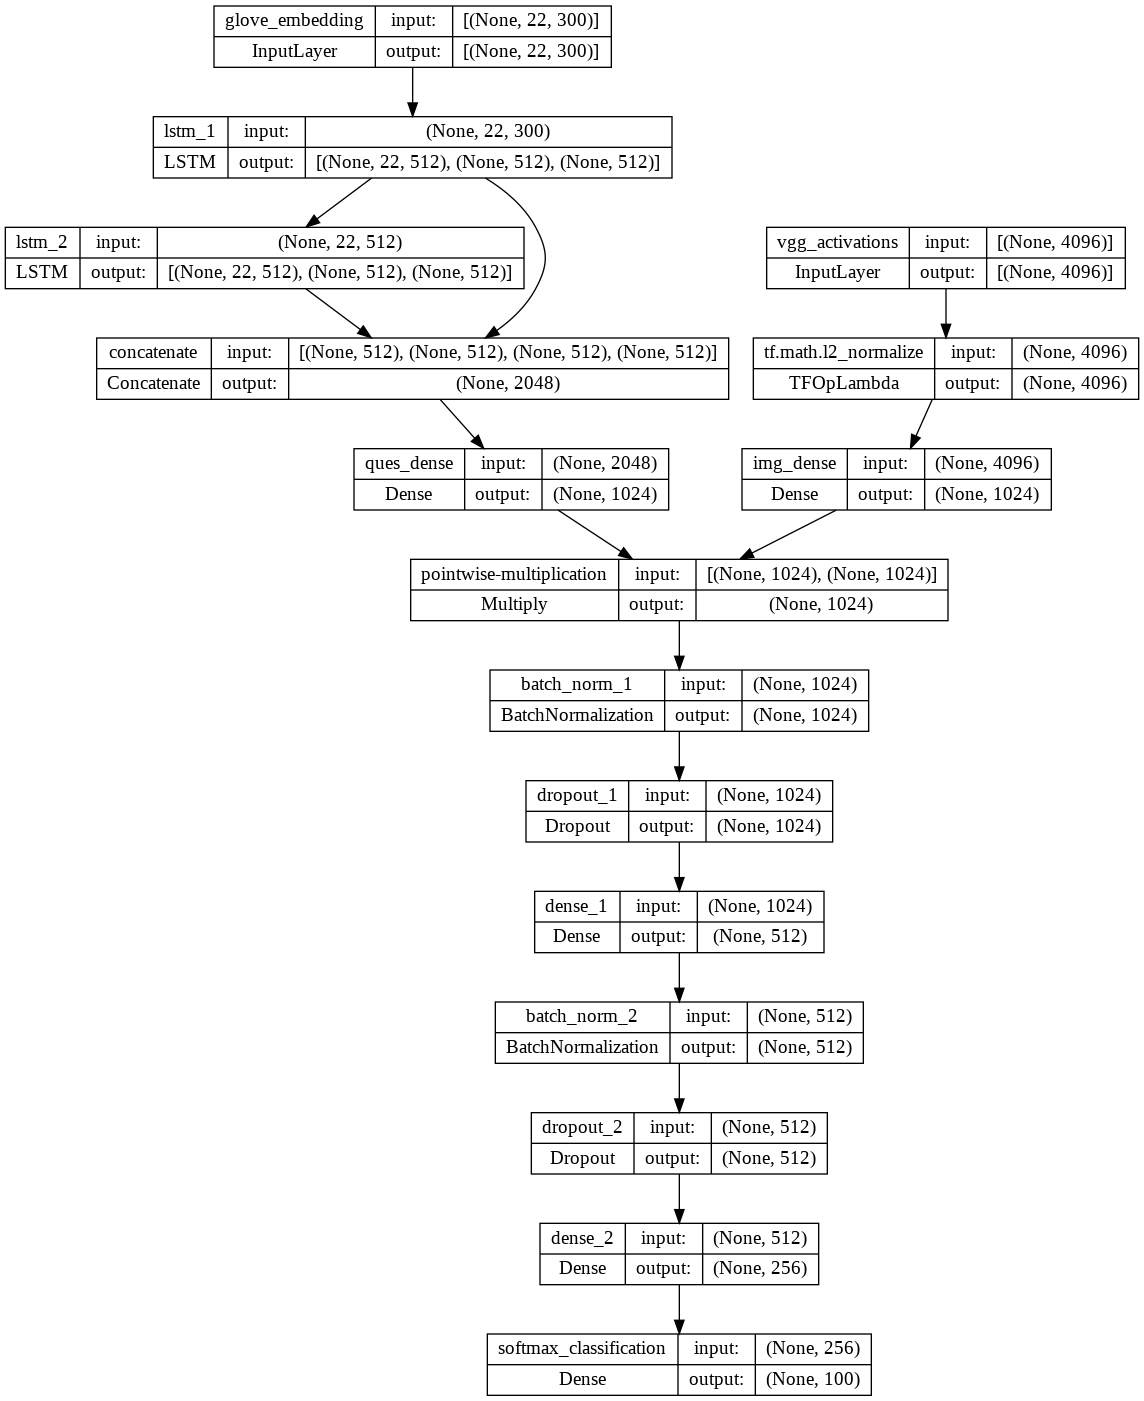 glove_embedding input: [(None, 22, 300)]
InputLayer output: [(None, 22, 300)]
lstm_1 input: (None, 22, 300)
LSTM output: [(None, 22, 512), (None, 512), (None, 512)]
lstm_2 input: (None, 22, 512)
LSTM output: [(None, 22, 512), (None, 512), (None, 512)]
vgg_activations input: [(None, 4096)]
InputLayer output: [(None, 4096)]
concatenate input: [(None, 512), (None, 512), (None, 512), (None, 512)]
Concatenate output: (None, 2048)
tf.math.l2_normalize input: (None, 4096)
TFOpLambda output: (None, 4096)
ques_dense input: (None, 2048)
Dense output: (None, 1024)
img_dense input: (None, 4096)
Dense output: (None, 1024)
pointwise-multiplication input: [(None, 1024), (None, 1024)]
Multiply output: (None, 1024)
batch_norm_1 input: (None, 1024)
BatchNormalization output: (None, 1024)
dropout_1 input: (None, 1024)
Dropout output: (None, 1024)
dense_1 input: (None, 1024)
Dense output: (None, 512)
batch_norm_2 input: (None, 512)
BatchNormalization output: (None, 512)
dropout_2 input: (None, 512)
Dropout output: (None, 512)
dense_2 input: (None, 512)
Dense output: (None, 256)
softmax_classification input: (None, 256)
Dense output: (None, 100)